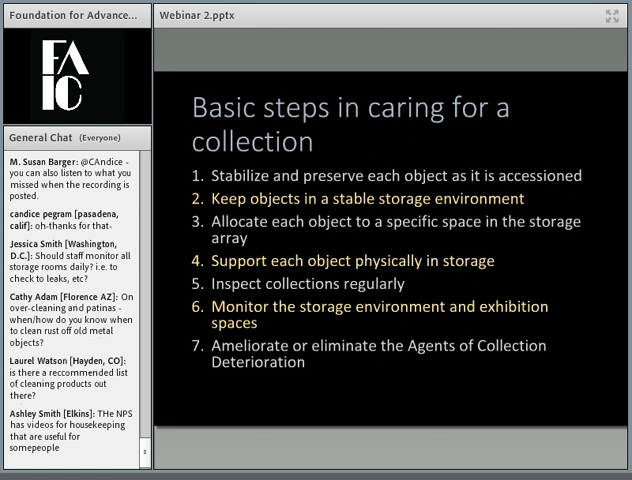 Foundation for Advance...
FA
IC
General Chat (Everyone)
M. Susan Barger: @CAndice -
you can also listen to what you
missed when the recording is
posted.
candice pegram [pasadena,
calif]: oh-thanks for that-
Jessica Smith [Washington,
D.C.]: Should staff monitor all
storage rooms daily? i.e. to
check to leaks, etc?
Cathy Adam [Florence AZ]: On
over-cleaning and patinas -
when/how do you know when
to clean rust off old metal
objects?
Laurel Watson [Hayden, CO]:
is there a reccommended list
of cleaning products out
there?
Ashley Smith [Elkins]: THe NPS
has videos for housekeeping
that are useful for
somepeople
Webinar 2.pptx
Basic steps in caring for a
collection
1. Stabilize and preserve each object as it is accessioned
2. Keep objects in a stable storage environment
3. Allocate each object to a specific space in the storage
array
4. Support each object physically in storage
5. Inspect collections regularly
6. Monitor the storage environment and exhibition
spaces
7. Ameliorate or eliminate the Agents of Collection
Deterioration